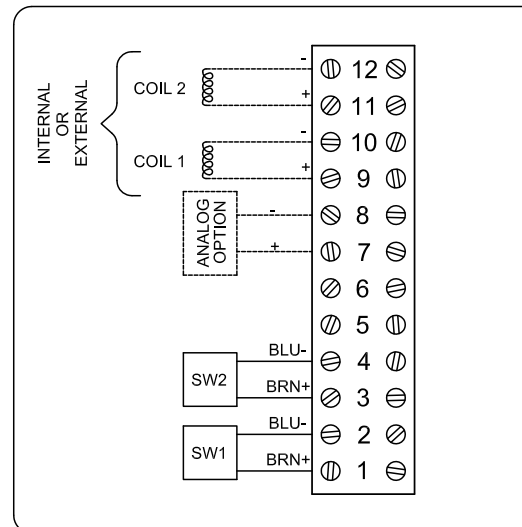 INTERNAL
OR
EXTERNAL
COIL 2
-
+
COIL 1
-
+
ANALOG
OPTION
-
+
SW2
BLU-
BRN+
SW1
BLU-
BRN+
12
11
10
9
8
7
6
5
4
3
2
1